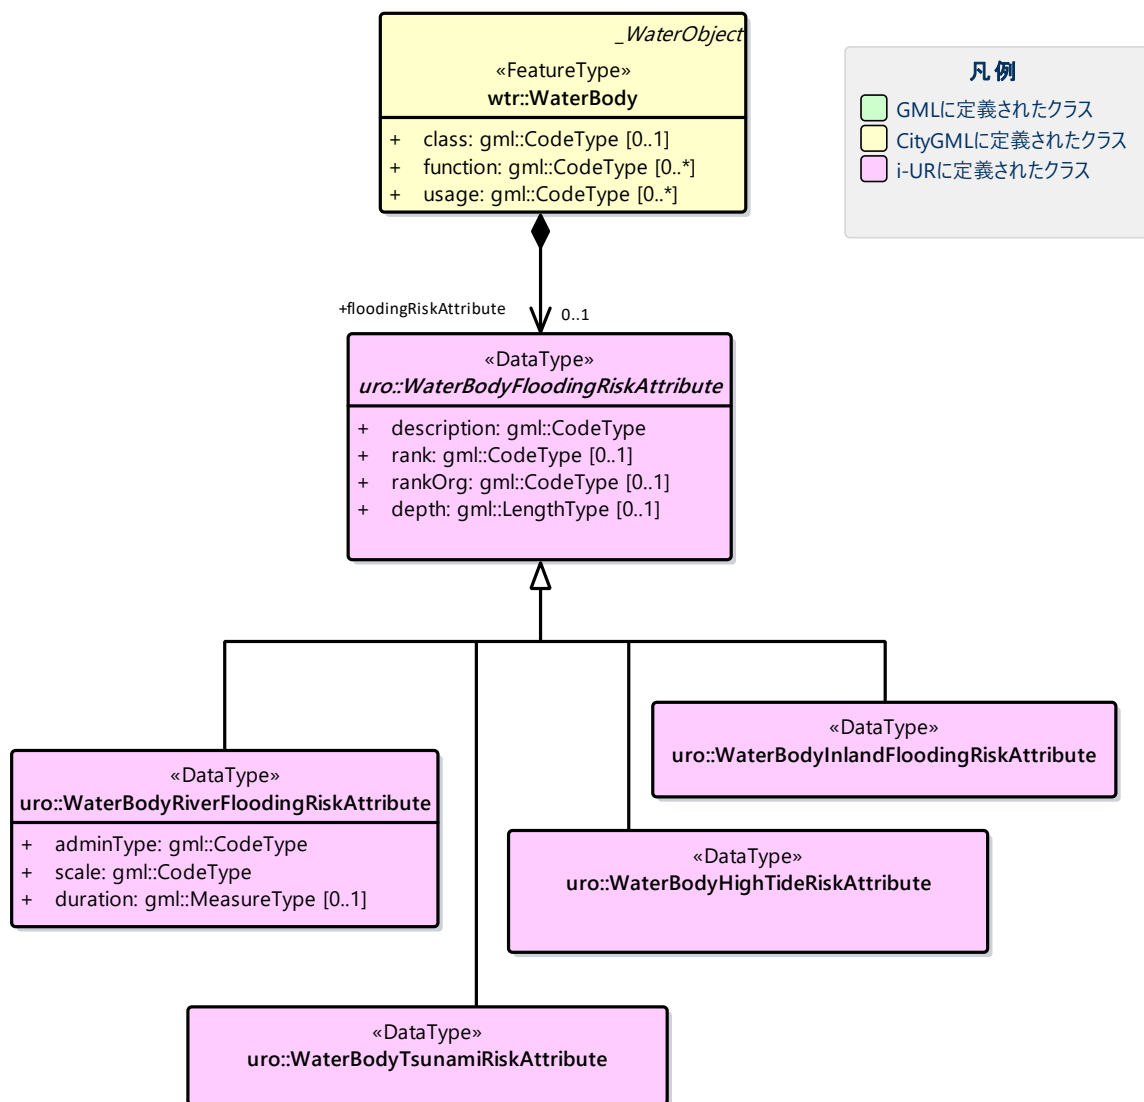 _WaterObject
«FeatureType»
wtr::WaterBody
+ class: gml::CodeType [0..1]
+ function: gml::CodeType [0..*]
+ usage: gml::CodeType [0..*]
凡例
GMLに定義されたクラス
CityGMLに定義されたクラス
i-URに定義されたクラス
+floodingRiskAttribute
0..1
«DataType»
uro::WaterBodyFloodingRiskAttribute
+ description: gml::CodeType
+ rank: gml::CodeType [0..1]
+ rankOrg: gml::CodeType [0..1]
+ depth: gml::LengthType [0..1]
«DataType»
uro::WaterBodyInlandFloodingRiskAttribute
«DataType»
uro::WaterBodyRiverFloodingRiskAttribute
+ adminType: gml::CodeType
+ scale: gml::CodeType
+ duration: gml::MeasureType [0..1]
«DataType»
uro::WaterBodyHighTideRiskAttribute
«DataType»
uro::WaterBodyTsunamiRiskAttribute